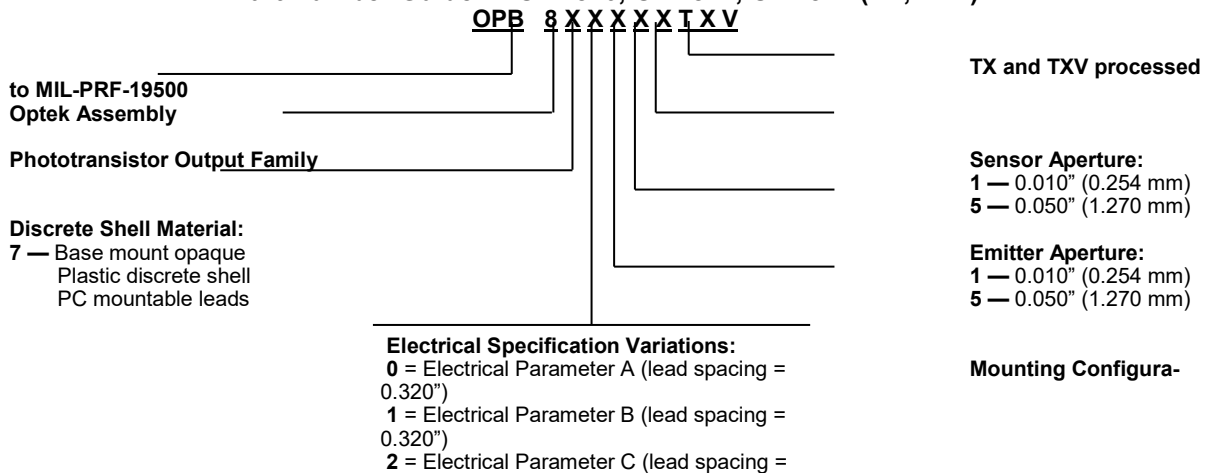 OPB 8 X X X X X T X V
TX and TXV processed
to MIL-PRF-19500
Optek Assembly
Phototransistor Output Family
Sensor Aperture:
1 — 0.010” (0.254 mm)
5 — 0.050” (1.270 mm)
Discrete Shell Material:
7 — Base mount opaque
Plastic discrete shell
PC mountable leads
Emitter Aperture:
1 — 0.010” (0.254 mm)
5 — 0.050” (1.270 mm)
Electrical Specification Variations:
0 = Electrical Parameter A (lead spacing =
0.320”)
1 = Electrical Parameter B (lead spacing =
0.320”)
2 = Electrical Parameter C (lead spacing =
Mounting Configura-